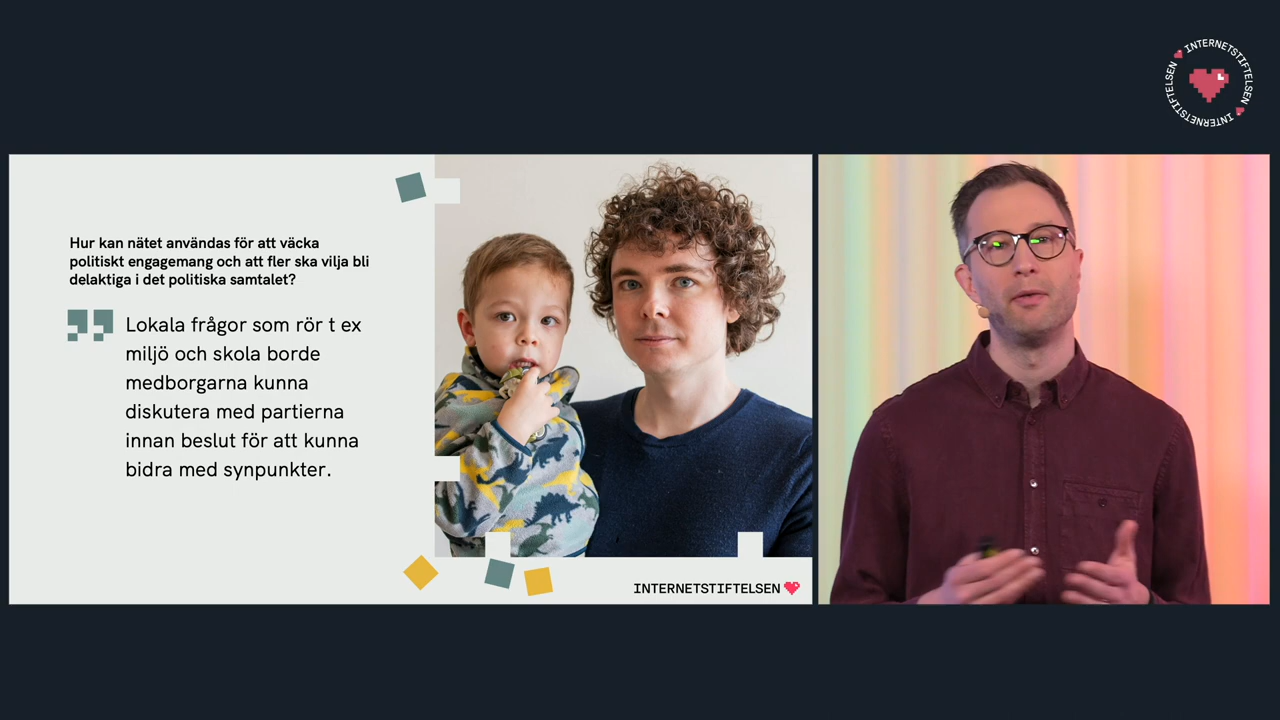 INTERNETSTIFTELSEN INTERNETSTIFTELSEN
Hur kan nätet användas för att väcka
politiskt engagemang och att fler ska vilja bli
delaktiga i det politiska samtalet?
Lokala frågor som rör t ex
miljö och skola borde
medborgarna kunna
diskutera med partierna
innan beslut för att kunna
bidra med synpunkter.
INTERNETSTIFTELSEN